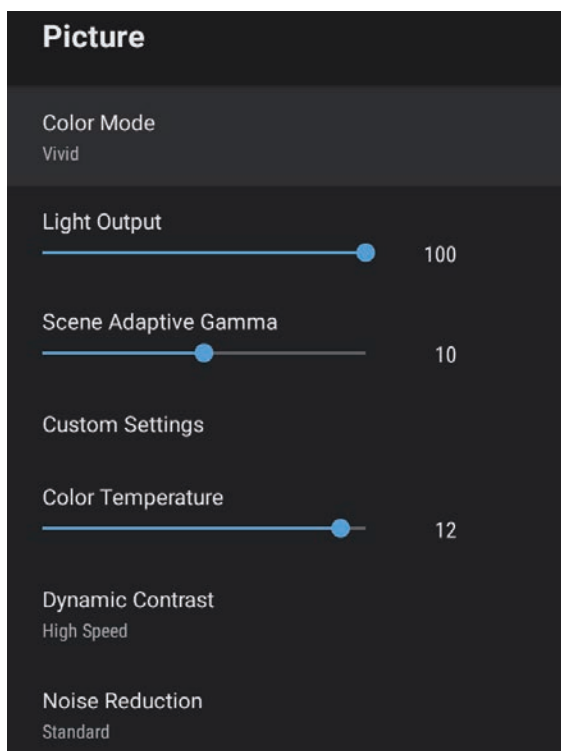 Picture
Color Mode
Vivid
Light Output
100
Scene Adaptive Gamma
10
Custom Settings
Color Temperature
12
Dynamic Contrast
High Speed
Noise Reduction
Standard